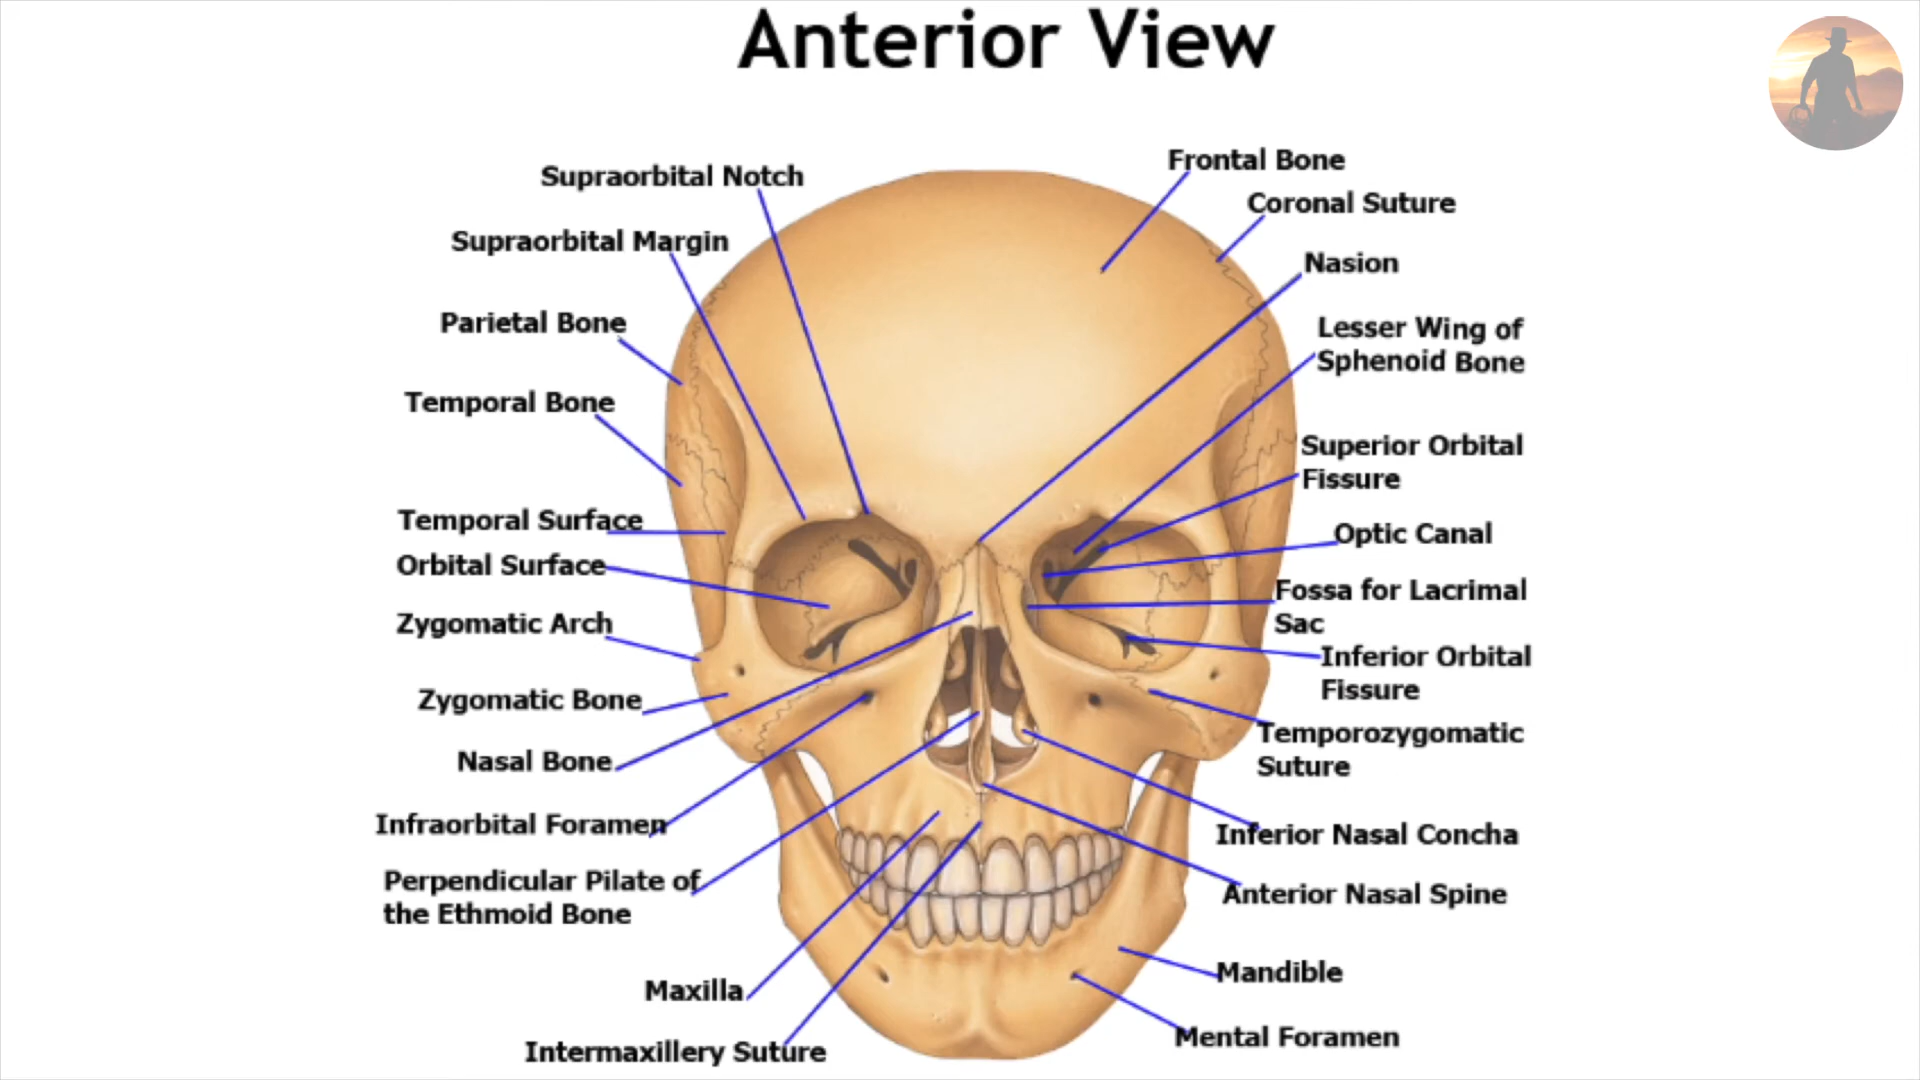 Anterior View
Supraorbital Notch
Supraorbital Margin
Parietal Bone
Temporal Bone
Temporal Surface
Orbital Surface
Zygomatic Arch
Zygomatic Bone
Nasal Bone
Infraorbital Foramen
Perpendicular Pilate of
the Ethmoid Bone
Maxilla
Intermaxillery Suture
Frontal Bone
Coronal Suture
Nasion
Lesser Wing of
Sphenoid Bone
Superior Orbital
Fissure
Optic Canal
Fossa for Lacrimal
Sac
Inferior Orbital
Fissure
Temporozygomatic
Suture
Inferior Nasal Concha
Anterior Nasal Spine
Mandible
Mental Foramen